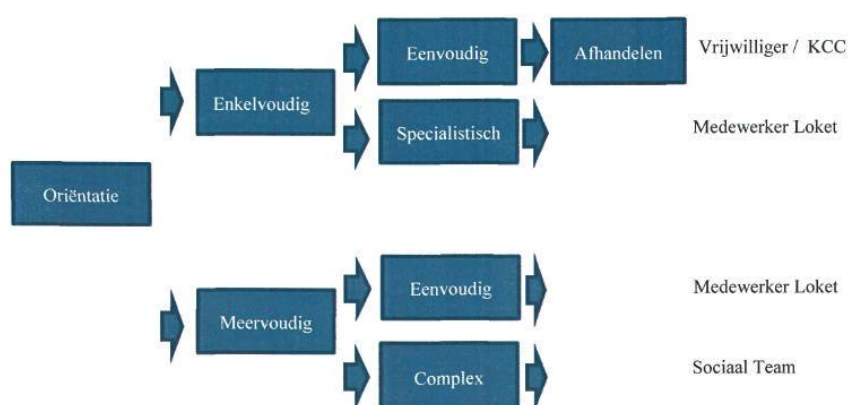 Eenvoudig
Afhandelen
Vrijwilliger / KCC
Enkelvoudig
Specialistisch
Medewerker Loket
Oriëntatie
Eenvoudig
Medewerker Loket
Meervoudig
Complex
Sociaal Team